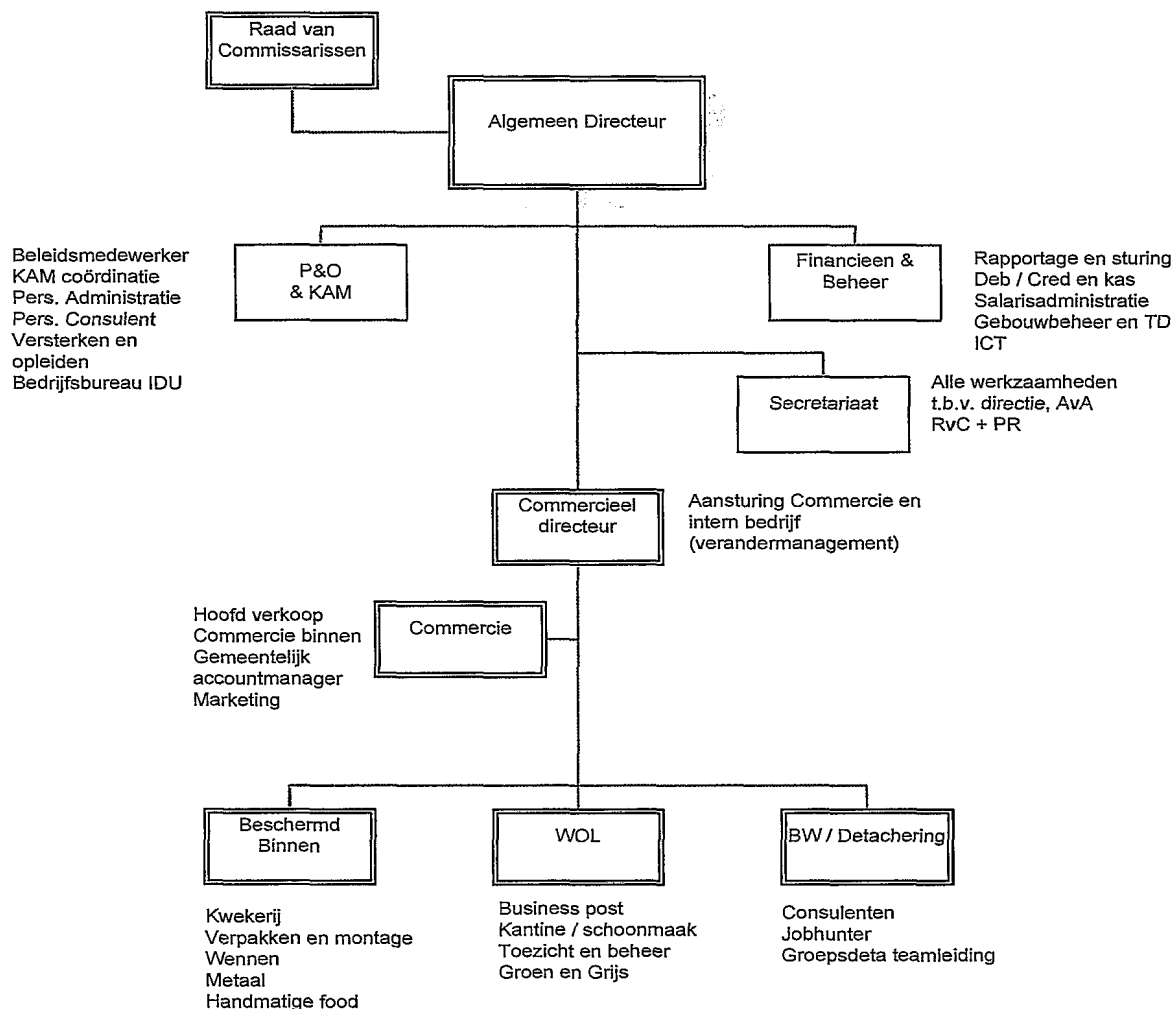 Raad van
Commissarissen
Algemeen Directeur
Beleidsmedewerker
KAM coördinatie
Pers. Administratie
Pers. Consulent
Versterken en
opleiden
Bedrijfsbureau IDU
P&O
& KAM
Financieen &
Beheer
Rapportage en sturing
Deb / Cred en kas
Salarisadministratie
Gebouwbeheer en TD
ICT
Secretariaat
Alle werkzaamheden
t.b.v. directie, AvA
RvC + PR
Commercieel
directeur
Aansturing Commercie en
intern bedrijf
(verandermanagement)
Hoofd verkoop
Commercie binnen
Gemeentelijk
accountmanager
Marketing
Commercie
Beschermd
Binnen
WOL
BW / Detachering
Kwekerij
Verpakken en montage
Wennen
Metaal
Handmatige food
Business post
Kantine / schoonmaak
Toezicht en beheer
Groen en Grijs
Consulenten
Jobhunter
Groepsdeta teamleiding